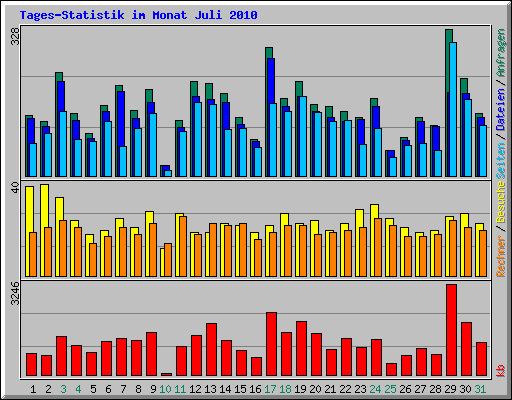 Tages-Statistik im Monat Juli 2010
328
40
3246
Rechner / Besuche Seiten / Dateien / Anfragen
kb
1 2 3 4 5 6 7 8 9 10 11 12 13 14 15 16 17 18 19 20 21 22 23 24 25 26 27 28 29 30 31